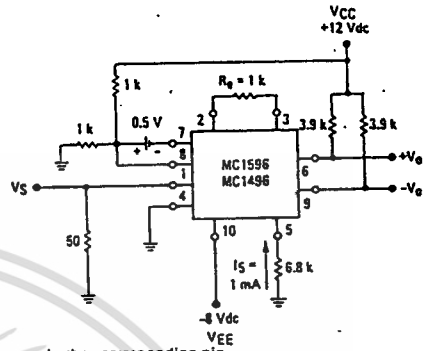 VCC
+12 Vdc
Re = 1 k
1 k
1 k
0.5 V
+ -
7
2
3
3.9 k
3.9 k
8
MC1596
MC1496
6
+Vo
VS
1
4
9
-Vo
10
5
50
IS =
1 mA
6.8 k
-8 Vdc
VEE